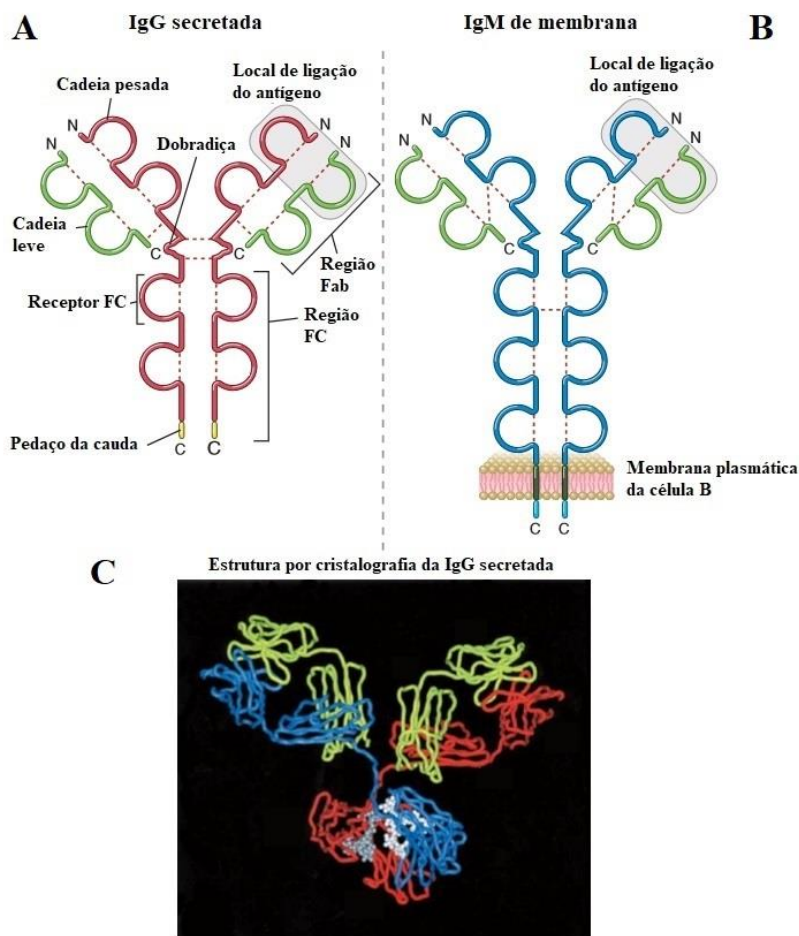 A
IgG secretada
IgM de membrana
B
Cadeia pesada
Local de ligação
do antígeno
N
N
Dobradiça
N
N
Cadeia
leve
C
C
Região
Fab
Receptor FC
Região
FC
Pedaço da cauda
C
C
Local de ligação
do antígeno
N
N
N
N
C
C
Membrana plasmática
da célula B
C
C
C
Estrutura por cristalografia da IgG secretada